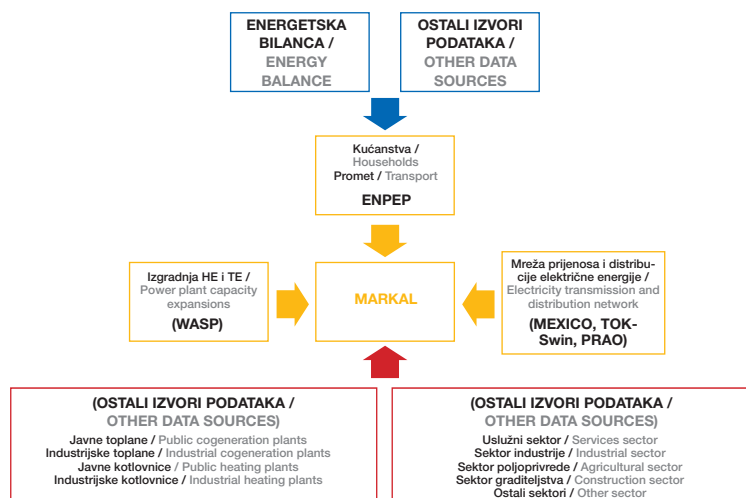 ENERGETSKA
BILANCA /
ENERGY
BALANCE
OSTALI IZVORI
PODATAKA /
OTHER DATA
SOURCES
Kućanstva /
Households
Promet / Transport
ENPEP
Izgradnja HE i TE /
Power plant capacity
expansions
(WASP)
MARKAL
Mreža prijenosa i distribu-
cije električne energije /
Electricity transmission and
distribution network
(MEXICO, TOK-
Swin, PRAO)
(OSTALI IZVORI PODATAKA /
OTHER DATA SOURCES)
Javne toplane / Public cogeneration plants
Industrijske toplane / Industrial cogeneration plants
Javne kotlovnice / Public heating plants
Industrijske kotlovnice / Industrial heating plants
(OSTALI IZVORI PODATAKA /
OTHER DATA SOURCES)
Uslužni sektor / Services sector
Sektor industrije / Industrial sector
Sektor poljoprivrede / Agricultural sector
Sektor graditeljstva / Construction sector
Ostali sektori / Other sector